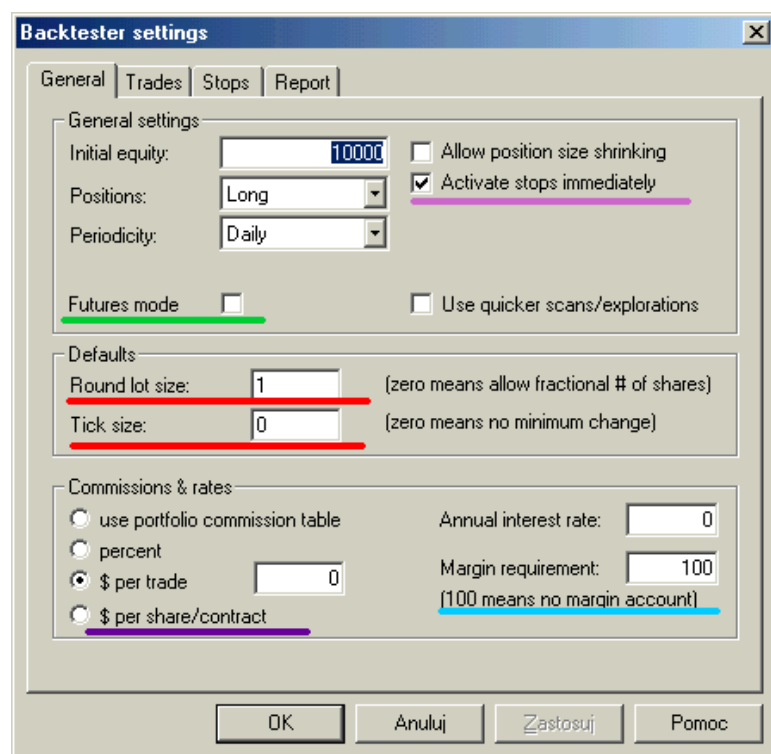 Backtester settings
General Trades Stops Report
General settings
Initial equity: 10000 Allow position size shrinking
Positions: Long Activate stops immediately
Periodicity: Daily
Futures mode Use quicker scans/explorations
Defaults
Round lot size: 1 (zero means allow fractional # of shares)
Tick size: 0 (zero means no minimum change)
Commissions & rates
use portfolio commission table Annual interest rate: 0
percent
$ per trade 0 Margin requirement: 100
$ per share/contract (100 means no margin account)
OK Anuluj Zastosuj Pomoc